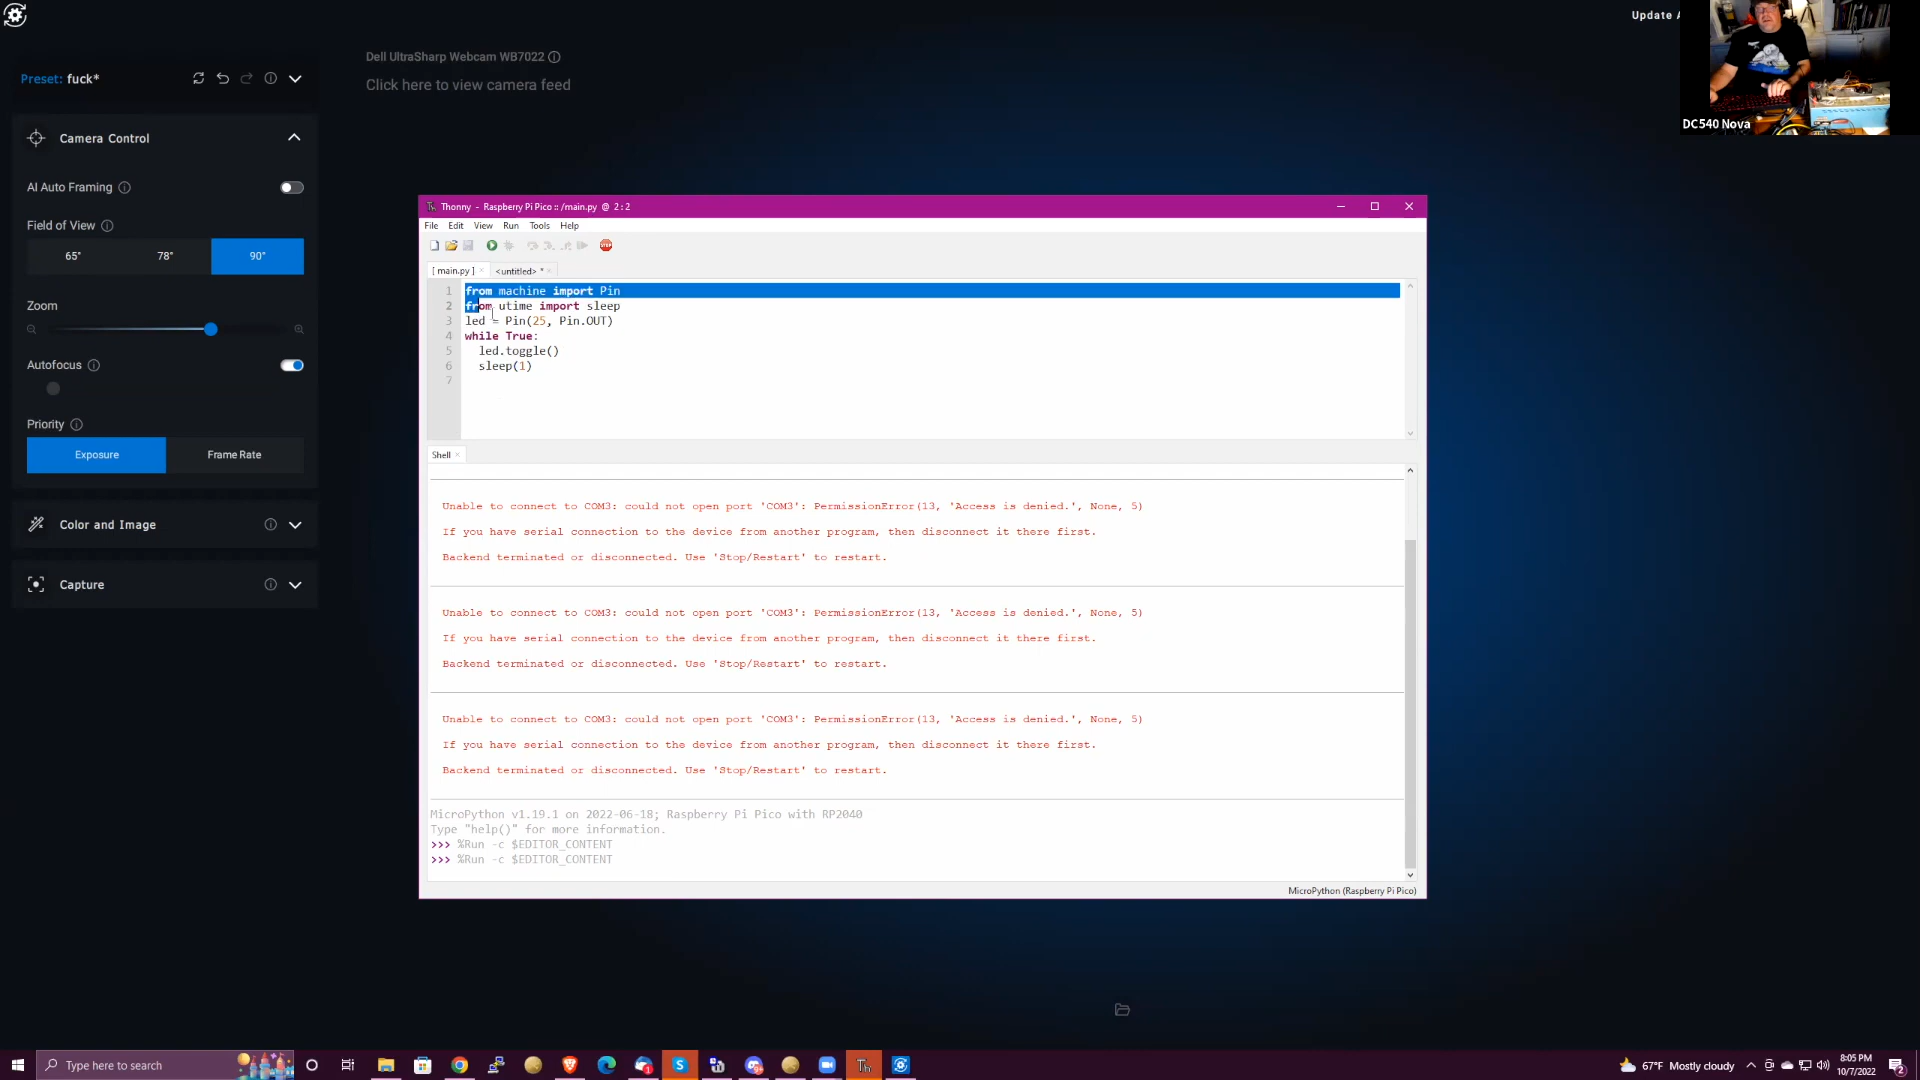 Update A
Preset: fuck*
Dell UltraSharp Webcam WB7022
Click here to view camera feed
DC540 Nova
Camera Control
AI Auto Framing
Field of View
65°
78°
90°
Zoom
Autofocus
Priority
Exposure
Frame Rate
Color and Image
Capture
Th Thonny - Raspberry Pi Pico :: /main.py @ 2:2
File Edit View Run Tools Help
STOP
[ main.py ] × <untitled> * ×
1 from machine import Pin
2 from utime import sleep
3 led = Pin(25, Pin.OUT)
4 while True:
5 led.toggle()
6 sleep(1)
7
Shell ×
Unable to connect to COM3: could not open port 'COM3': PermissionError(13, 'Access is denied.', None, 5)
If you have serial connection to the device from another program, then disconnect it there first.
Backend terminated or disconnected. Use 'Stop/Restart' to restart.
Unable to connect to COM3: could not open port 'COM3': PermissionError(13, 'Access is denied.', None, 5)
If you have serial connection to the device from another program, then disconnect it there first.
Backend terminated or disconnected. Use 'Stop/Restart' to restart.
Unable to connect to COM3: could not open port 'COM3': PermissionError(13, 'Access is denied.', None, 5)
If you have serial connection to the device from another program, then disconnect it there first.
Backend terminated or disconnected. Use 'Stop/Restart' to restart.
MicroPython v1.19.1 on 2022-06-18; Raspberry Pi Pico with RP2040
Type "help()" for more information.
>>> %Run -c $EDITOR_CONTENT
>>> %Run -c $EDITOR_CONTENT
MicroPython (Raspberry Pi Pico)
Type here to search
67°F Mostly cloudy
8:05 PM
10/7/2022